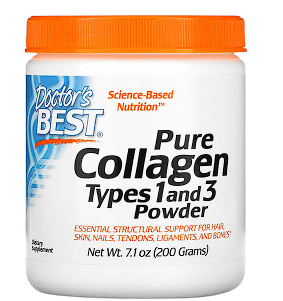 Doctor's
BEST®
Science-Based
Nutrition™
Pure
Collagen
Types 1 and 3
Powder
ESSENTIAL STRUCTURAL SUPPORT FOR HAIR,
SKIN, NAILS, TENDONS, LIGAMENTS, AND BONES*
Dietary
Supplement
Net Wt. 7.1 oz (200 Grams)